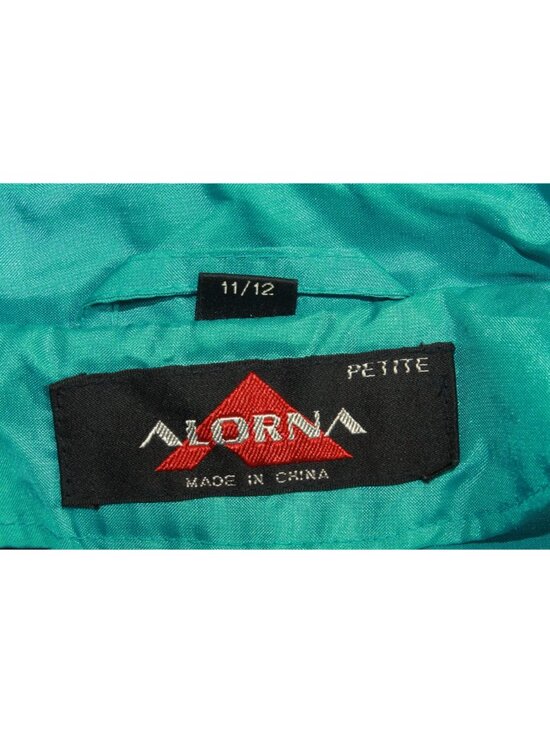 11/12
PETITE
ALORNA
MADE IN CHINA